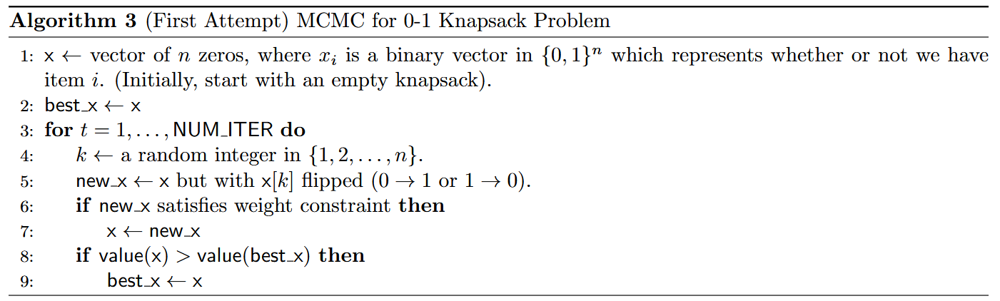 Algorithm 3 (First Attempt) MCMC for 0-1 Knapsack Problem
1: x ← vector of n zeros, where x_i is a binary vector in {0, 1}^n which represents whether or not we have
item i. (Initially, start with an empty knapsack).
2: best_x ← x
3: for t = 1, . . . , NUM_ITER do
4: k ← a random integer in {1, 2, . . . , n}.
5: new_x ← x but with x[k] flipped (0 → 1 or 1 → 0).
6: if new_x satisfies weight constraint then
7: x ← new_x
8: if value(x) > value(best_x) then
9: best_x ← x